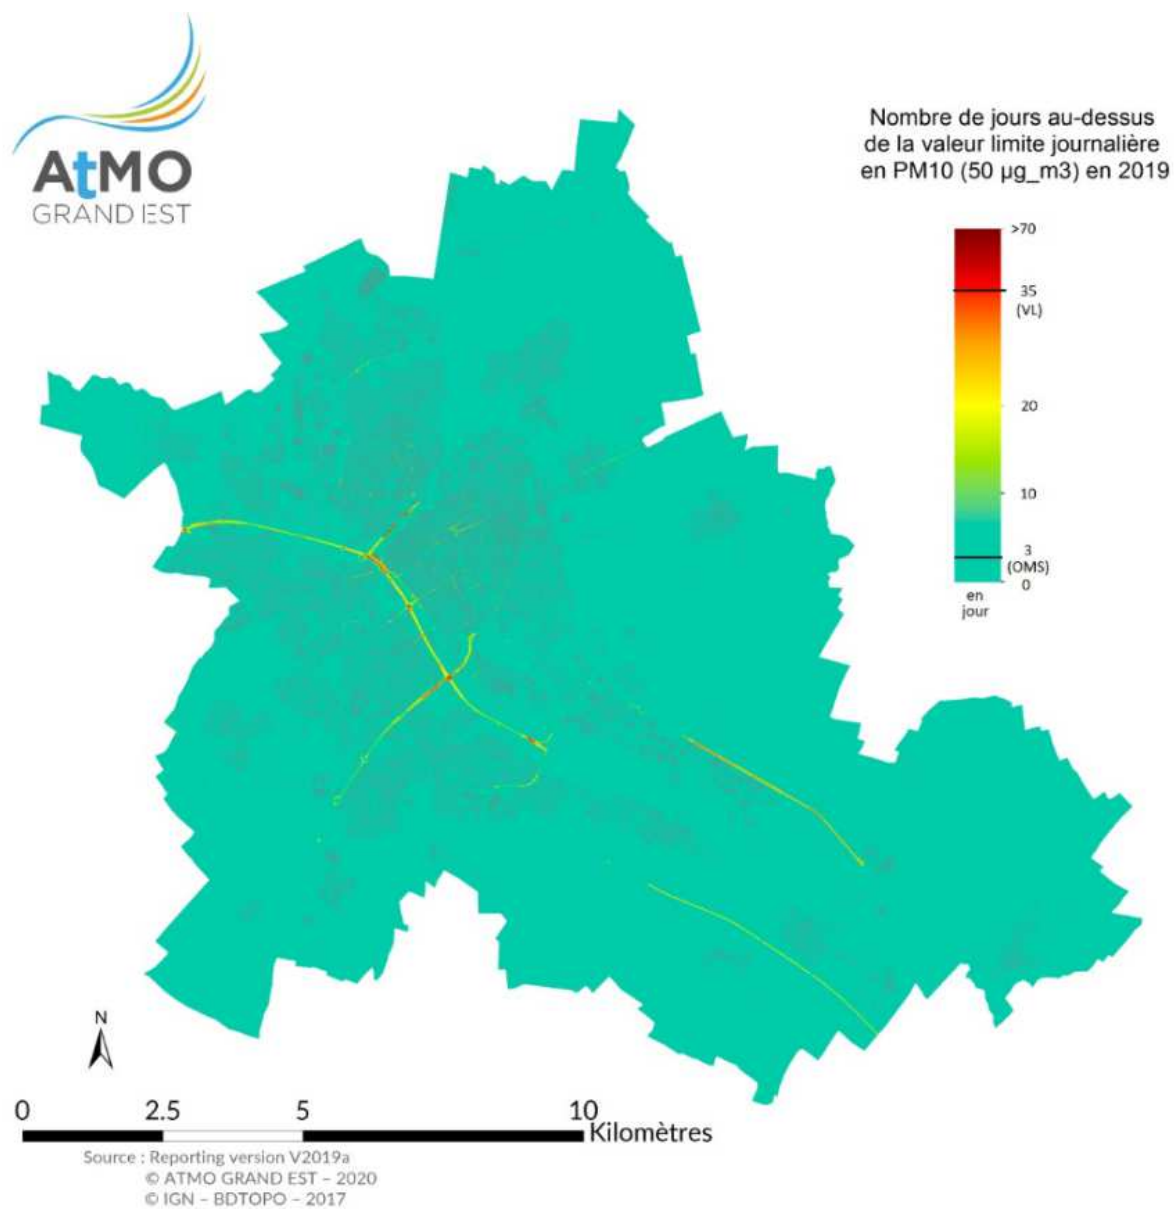 AtMO
GRAND EST
Nombre de jours au-dessus
de la valeur limite journalière
en PM10 (50 µg_m3) en 2019
>70
35
(VL)
20
10
3
(OMS)
0
en
jour
N
0 2.5 5 10
Kilomètres
Source : Reporting version V2019a
© ATMO GRAND EST – 2020
© IGN – BDTOPO – 2017